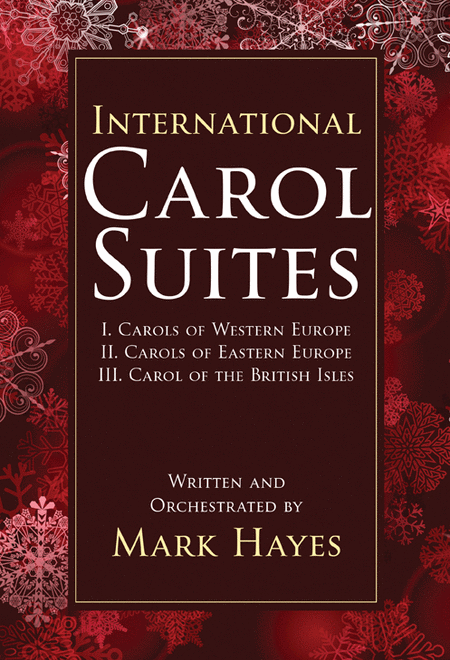 International
Carol
Suites
I. Carols of Western Europe
II. Carols of Eastern Europe
III. Carol of the British Isles
Written and
Orchestrated by
Mark Hayes